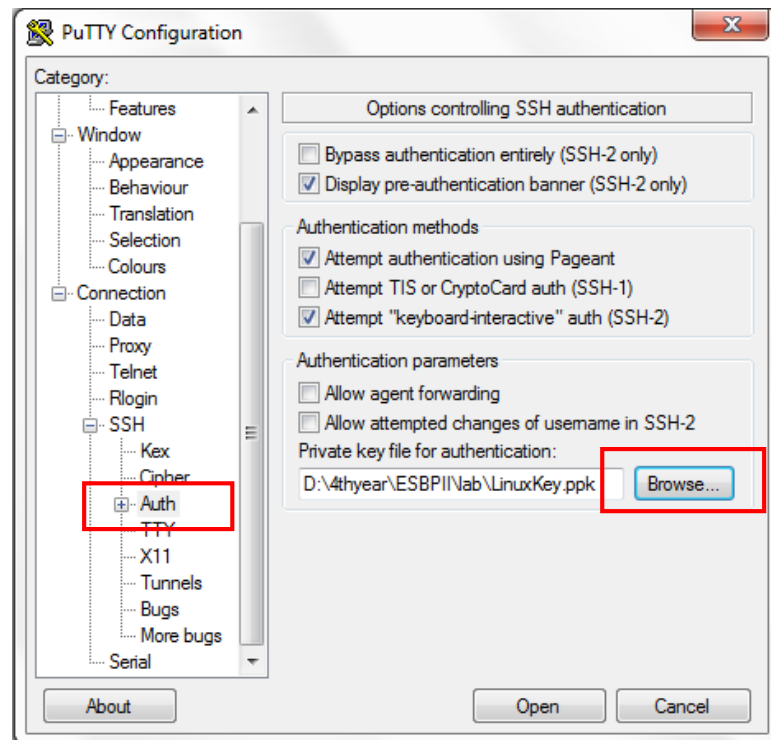 PuTTY Configuration
Category:
Features
Window
Appearance
Behaviour
Translation
Selection
Colours
Connection
Data
Proxy
Telnet
Rlogin
SSH
Kex
Cipher
Auth
TTY
X11
Tunnels
Bugs
More bugs
Serial
Options controlling SSH authentication
Bypass authentication entirely (SSH-2 only)
Display pre-authentication banner (SSH-2 only)
Authentication methods
Attempt authentication using Pageant
Attempt TIS or CryptoCard auth (SSH-1)
Attempt "keyboard-interactive" auth (SSH-2)
Authentication parameters
Allow agent forwarding
Allow attempted changes of username in SSH-2
Private key file for authentication:
D:\4thyear\ESBPII\lab\LinuxKey.ppk Browse...
About Open Cancel